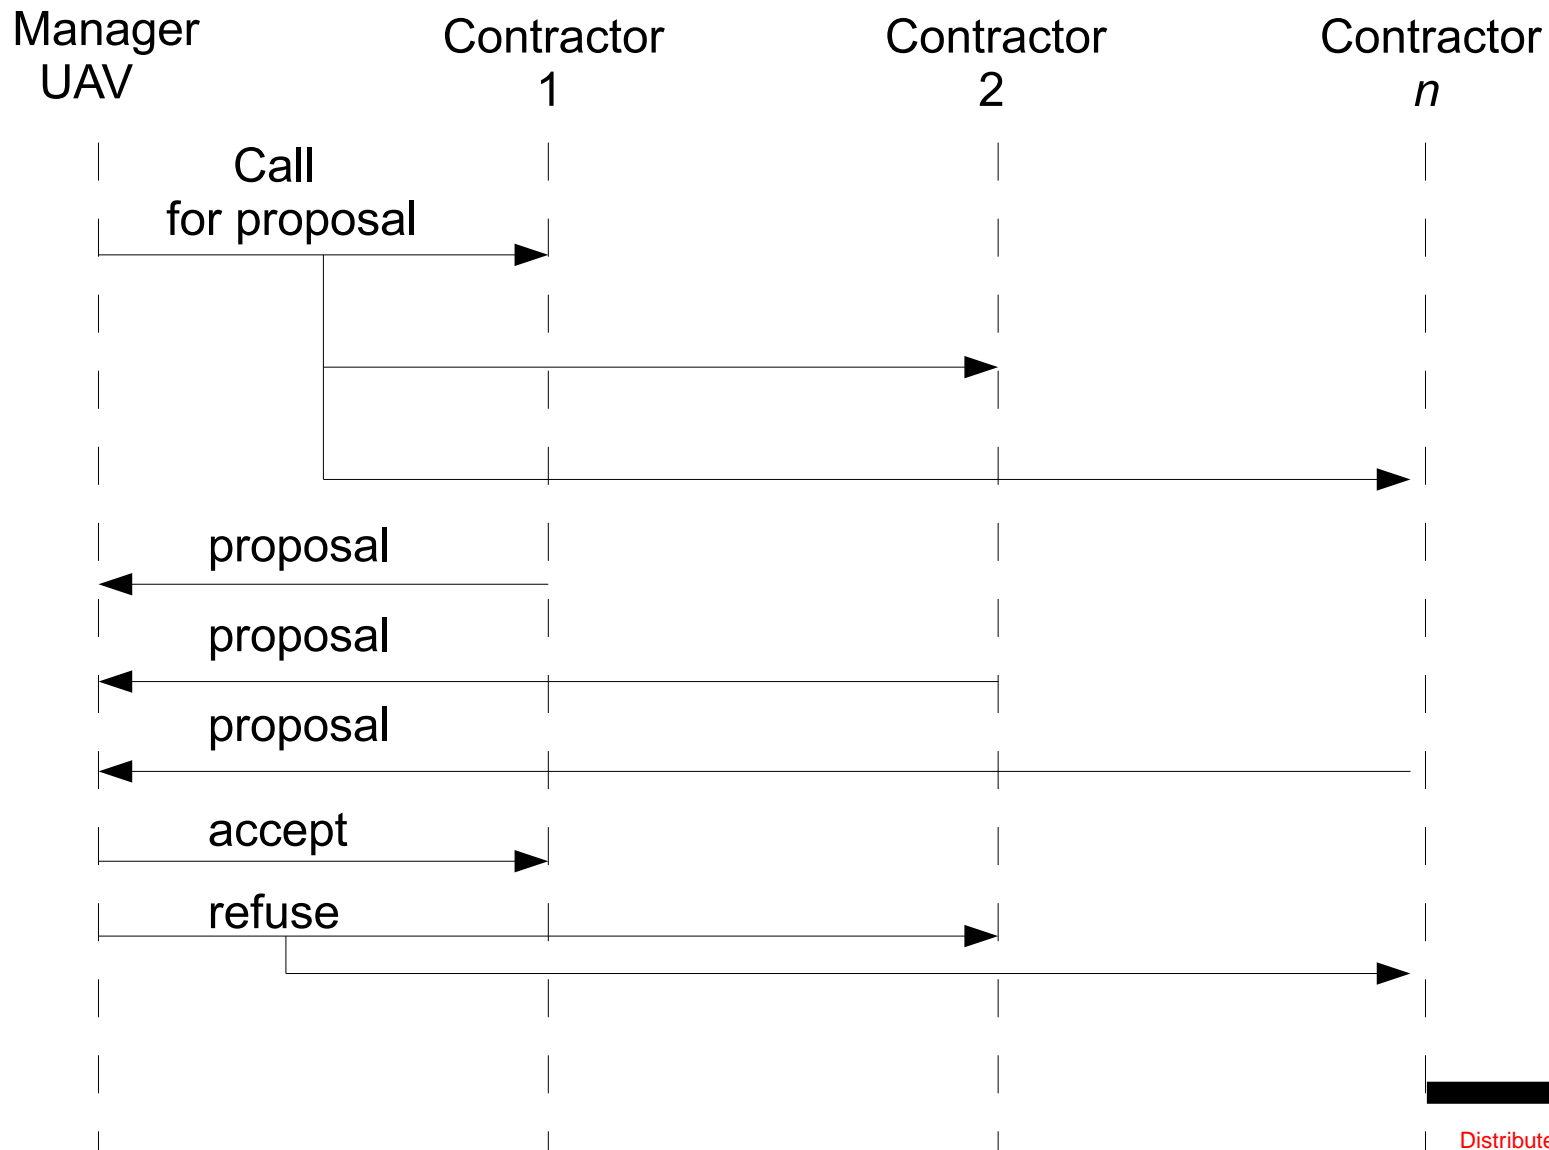 Manager
UAV
Contractor
1
Contractor
2
Contractor
n
Call
for proposal
proposal
proposal
proposal
accept
refuse